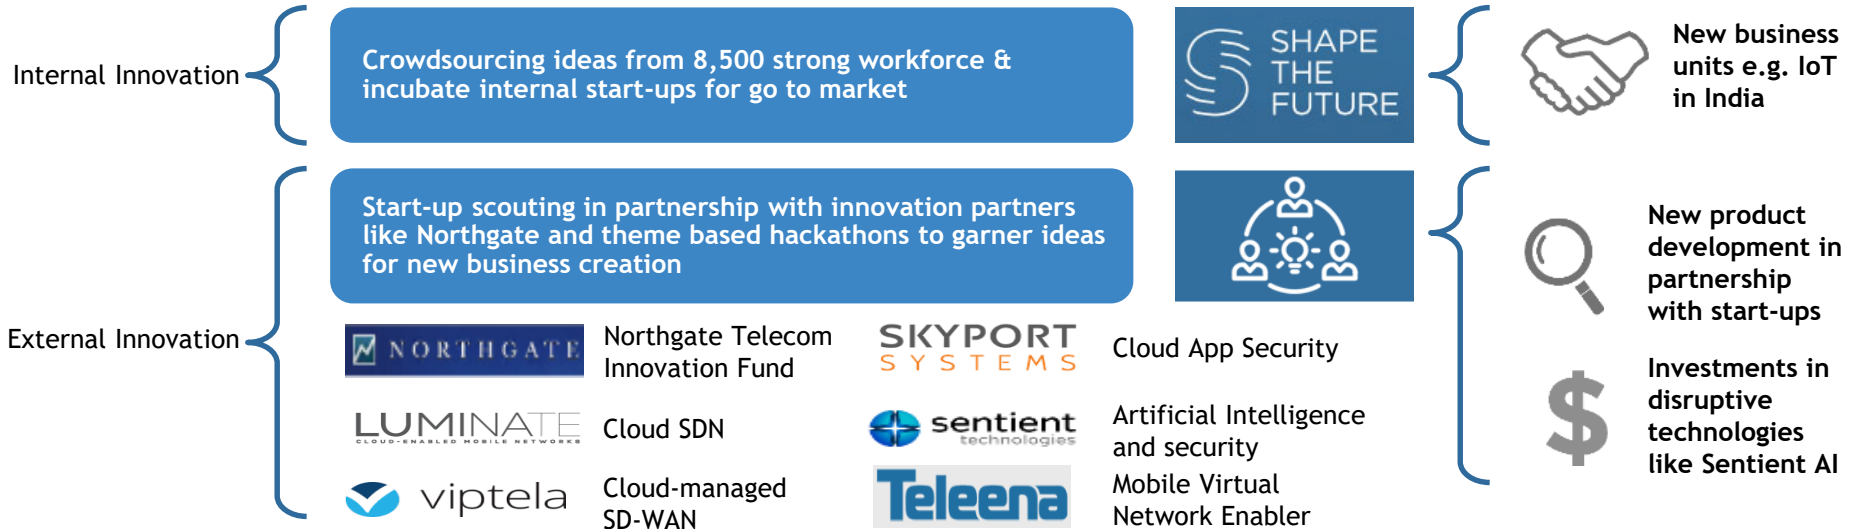 Internal Innovation
Crowdsourcing ideas from 8,500 strong workforce &
incubate internal start-ups for go to market
SHAPE
THE
FUTURE
New business
units e.g. IoT
in India
External Innovation
Start-up scouting in partnership with innovation partners
like Northgate and theme based hackathons to garner ideas
for new business creation
New product
development in
partnership
with start-ups
Investments in
disruptive
technologies
like Sentient AI
NORTHGATE
Northgate Telecom
Innovation Fund
SKYPORT
SYSTEMS
Cloud App Security
LUMINATE
CLOUD-ENABLED MOBILE NETWORKS
Cloud SDN
sentient
technologies
Artificial Intelligence
and security
viptela
Cloud-managed
SD-WAN
Teleena
Mobile Virtual
Network Enabler